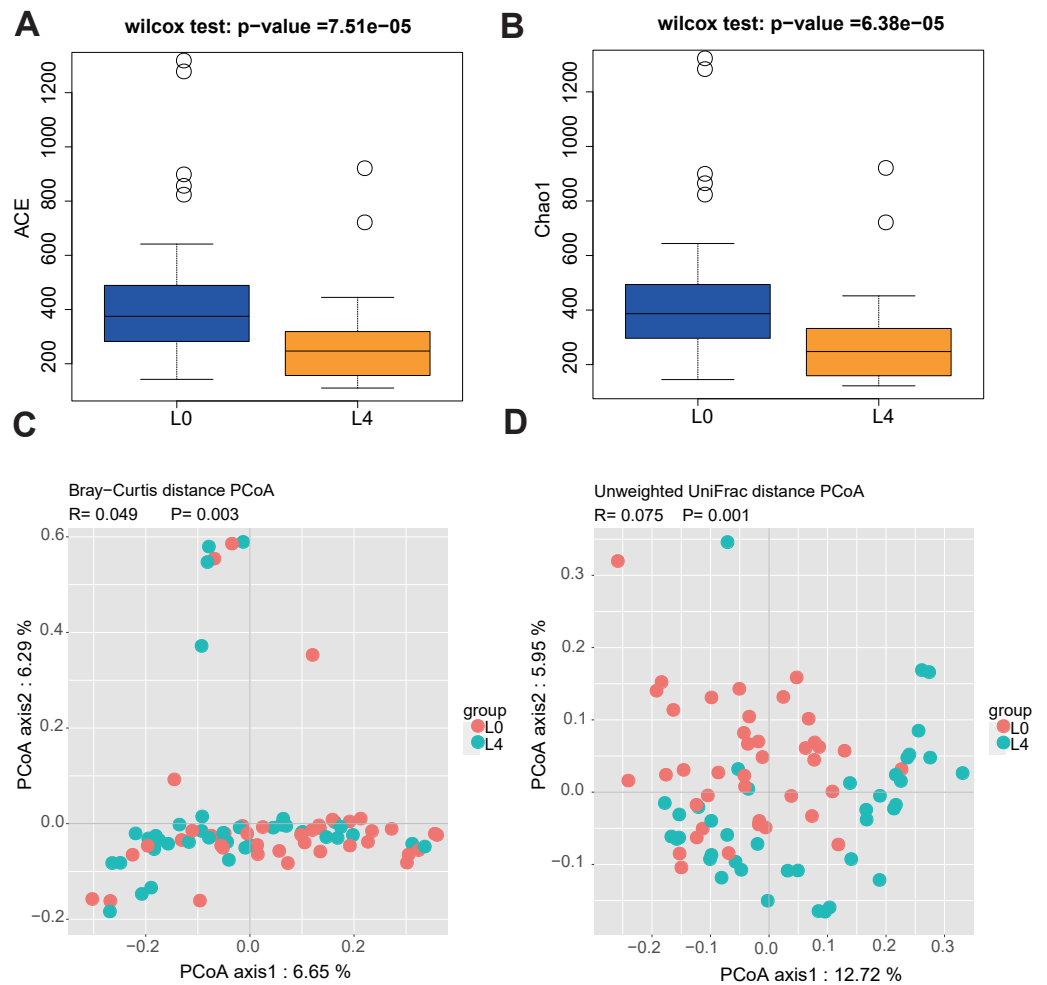 A
wilcox test: p−value =7.51e−05
ACE
1200
1000
800
600
400
200
L0
L4
B
wilcox test: p−value =6.38e−05
Chao1
1200
1000
800
600
400
200
L0
L4
C
Bray−Curtis distance PCoA
R= 0.049 P= 0.003
PCoA axis2 : 6.29 %
0.6
0.4
0.2
0.0
−0.2
−0.2
0.0
0.2
PCoA axis1 : 6.65 %
group
L0
L4
D
Unweighted UniFrac distance PCoA
R= 0.075 P= 0.001
PCoA axis2 : 5.95 %
0.3
0.2
0.1
0.0
−0.1
−0.2
−0.1
0.0
0.1
0.2
0.3
PCoA axis1 : 12.72 %
group
L0
L4